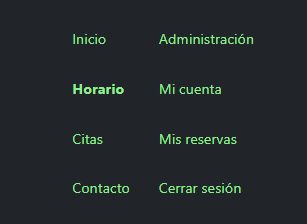 Inicio
Administración
Horario
Mi cuenta
Citas
Mis reservas
Contacto
Cerrar sesión